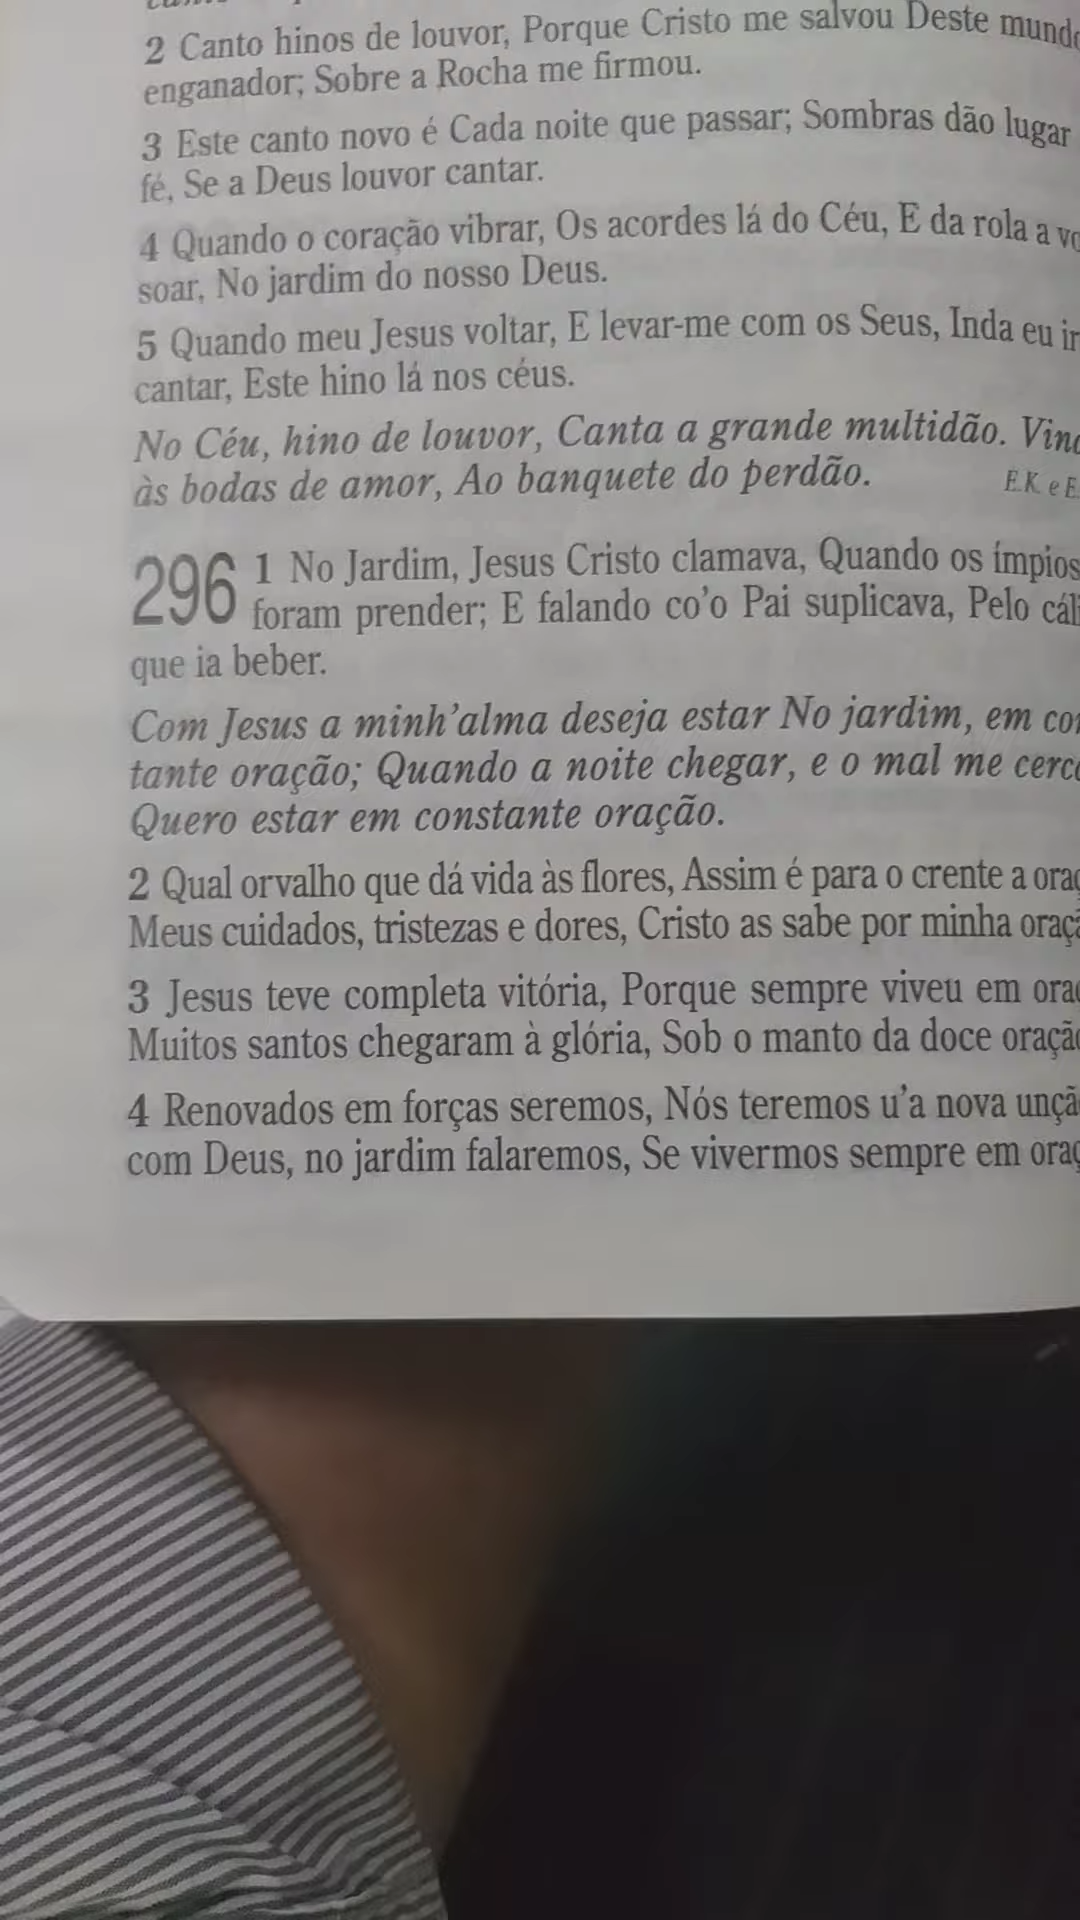 2 Canto hinos de louvor, Porque Cristo me salvou Deste mund
enganador; Sobre a Rocha me firmou.
3 Este canto novo é Cada noite que passar; Sombras dão lugar
fé, Se a Deus louvor cantar.
4 Quando o coração vibrar, Os acordes lá do Céu, E da rola a vo
soar, No jardim do nosso Deus.
5 Quando meu Jesus voltar, E levar-me com os Seus, Inda eu ir
cantar, Este hino lá nos céus.
No Céu, hino de louvor, Canta a grande multidão. Vin
às bodas de amor, Ao banquete do perdão. E.K. e E.
296 1 No Jardim, Jesus Cristo clamava, Quando os ímpios
foram prender; E falando co'o Pai suplicava, Pelo cáli
que ia beber.
Com Jesus a minh'alma deseja estar No jardim, em co
tante oração; Quando a noite chegar, e o mal me cerc
Quero estar em constante oração.
2 Qual orvalho que dá vida às flores, Assim é para o crente a oraç
Meus cuidados, tristezas e dores, Cristo as sabe por minha oraçã
3 Jesus teve completa vitória, Porque sempre viveu em oraç
Muitos santos chegaram à glória, Sob o manto da doce oraçã
4 Renovados em forças seremos, Nós teremos u'a nova unçã
com Deus, no jardim falaremos, Se vivermos sempre em oraç